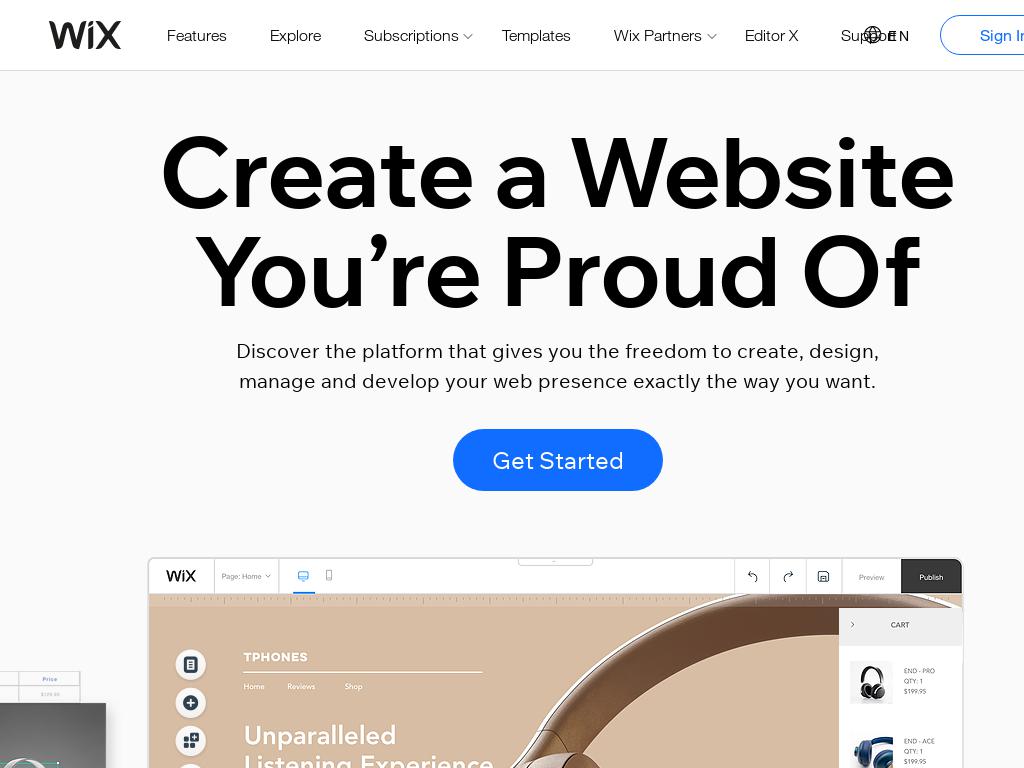 WiX
Features
Explore
Subscriptions
Templates
Wix Partners
Editor X
Support
EN
Sign In
Create a Website
You’re Proud Of
Discover the platform that gives you the freedom to create, design,
manage and develop your web presence exactly the way you want.
Get Started
WiX
Page: Home
Preview
Publish
CART
TPHONES
Home
Reviews
Shop
Unparalleled
Listening Experience
END - PRO
QTY: 1
$199.95
END - ACE
QTY: 1
$199.95
Price
$199.95